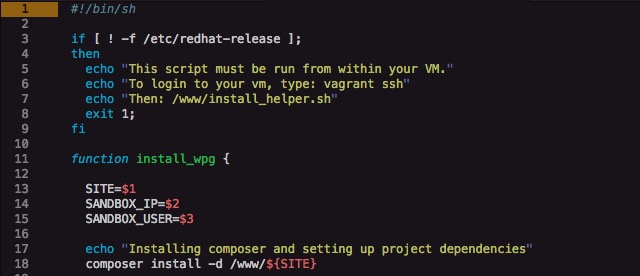 1 #!/bin/sh
2
3 if [ ! -f /etc/redhat-release ];
4 then
5 echo "This script must be run from within your VM."
6 echo "To login to your vm, type: vagrant ssh"
7 echo "Then: /www/install_helper.sh"
8 exit 1;
9 fi
10
11 function install_wpg {
12
13 SITE=$1
14 SANDBOX_IP=$2
15 SANDBOX_USER=$3
16
17 echo "Installing composer and setting up project dependencies"
18 composer install -d /www/${SITE}